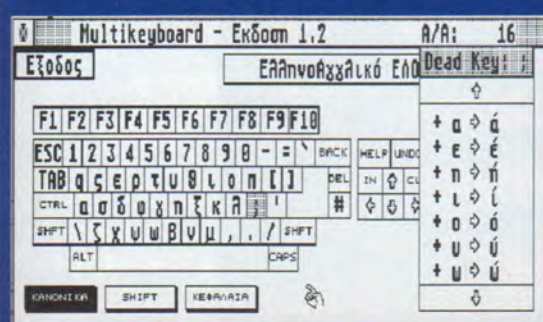 Multikeyboard - Εκδοση 1.2 A/A: 16
Εξοδος ΕλληνοΑγγλικό ΕΛΟ Dead Key: ;
F1 F2 F3 F4 F5 F6 F7 F8 F9 F10
ESC 1 2 3 4 5 6 7 8 9 0 - = ` BACK HELP UNDO
TAB q ς ε ρ τ υ θ ι ο π [ ] DEL IN ⇧ CL
CTRL α σ δ φ γ η ξ κ λ ; ' # ⇦ ⇩ ⇨
SHFT \ ζ χ ψ ω β ν μ , . / SHFT
ALT CAPS
ΚΑΝΟΝΙΚΑ SHIFT ΚΕΦΑΛΑΙΑ
⇧
+ α ⇨ ά
+ ε ⇨ έ
+ η ⇨ ή
+ ι ⇨ ί
+ ο ⇨ ό
+ υ ⇨ ύ
+ ω ⇨ ώ
⇩